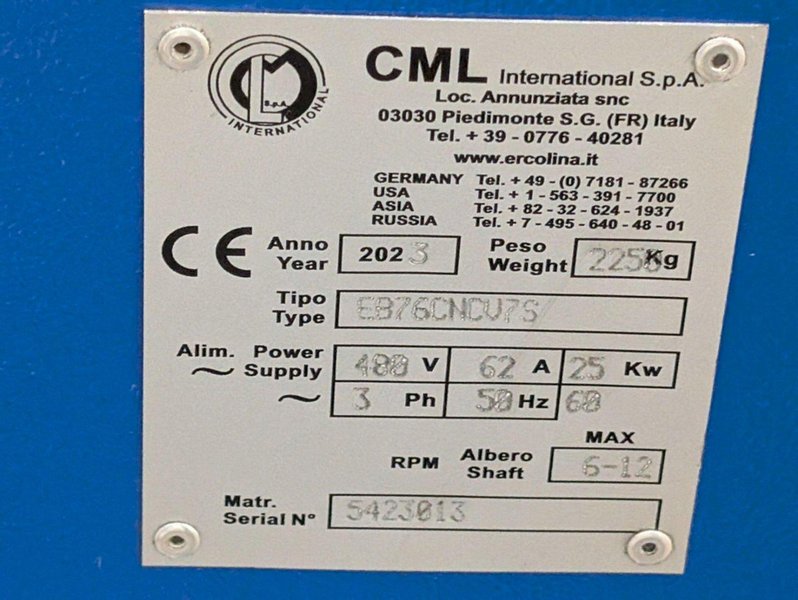 S.p.A.
INTERNATIONAL
CML International S.p.A.
Loc. Annunziata snc
03030 Piedimonte S.G. (FR) Italy
Tel. + 39 - 0776 - 40281
www.ercolina.it
GERMANY Tel. + 49 - (0) 7181 - 87266
USA Tel. + 1 - 563 - 391 - 7700
ASIA Tel. + 82 - 32 - 624 - 1937
RUSSIA Tel. + 7 - 495 - 640 - 48 - 01
CE Anno Year 2023 Peso Weight Kg
Tipo
Type EB76CNCV7S/
Alim. Power
~ Supply 480 V 62 A 25 Kw
~ 3 Ph 50 Hz 60
MAX
RPM Albero Shaft 6-12
Matr.
Serial N° 5423013